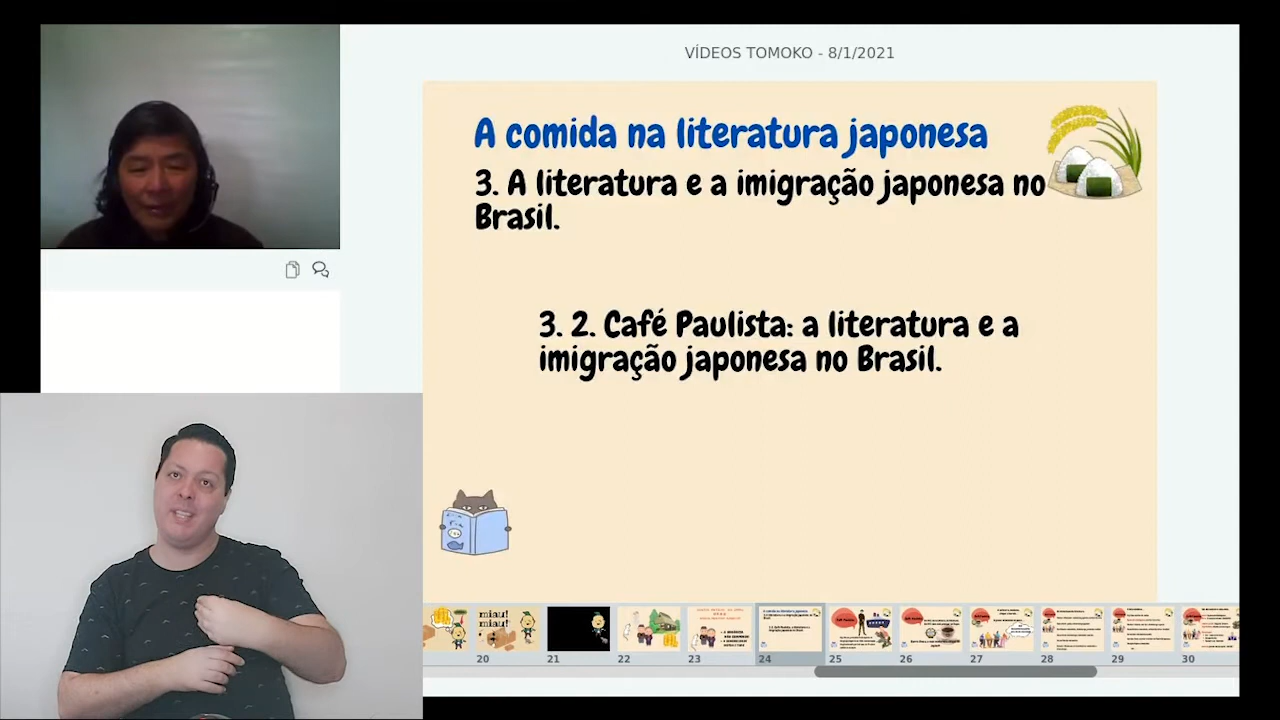 VÍDEOS TOMOKO - 8/1/2021
A comida na literatura japonesa
3. A literatura e a imigração japonesa no
Brasil.
3. 2. Café Paulista: a literatura e a
imigração japonesa no Brasil.
miau!
miau!
20
21
22
23
24
25
26
27
28
29
30